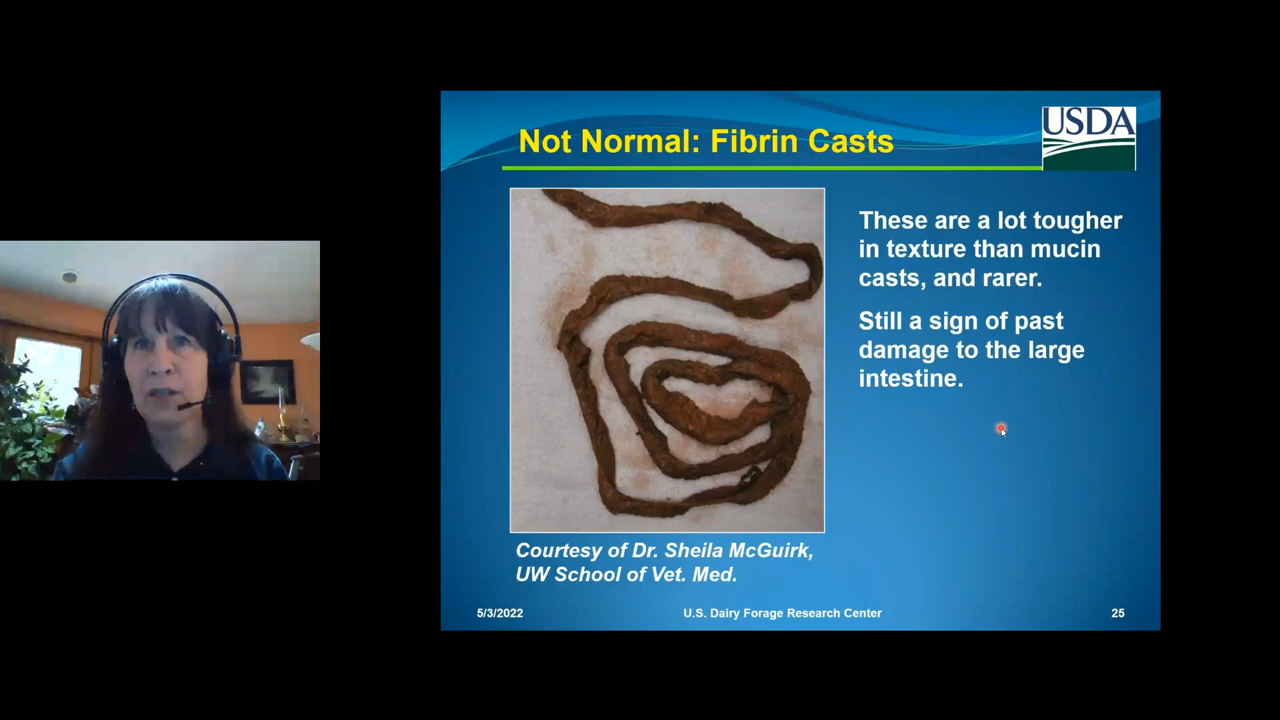 Not Normal: Fibrin Casts
USDA
These are a lot tougher
in texture than mucin
casts, and rarer.
Still a sign of past
damage to the large
intestine.
Courtesy of Dr. Sheila McGuirk,
UW School of Vet. Med.
5/3/2022
U.S. Dairy Forage Research Center
25